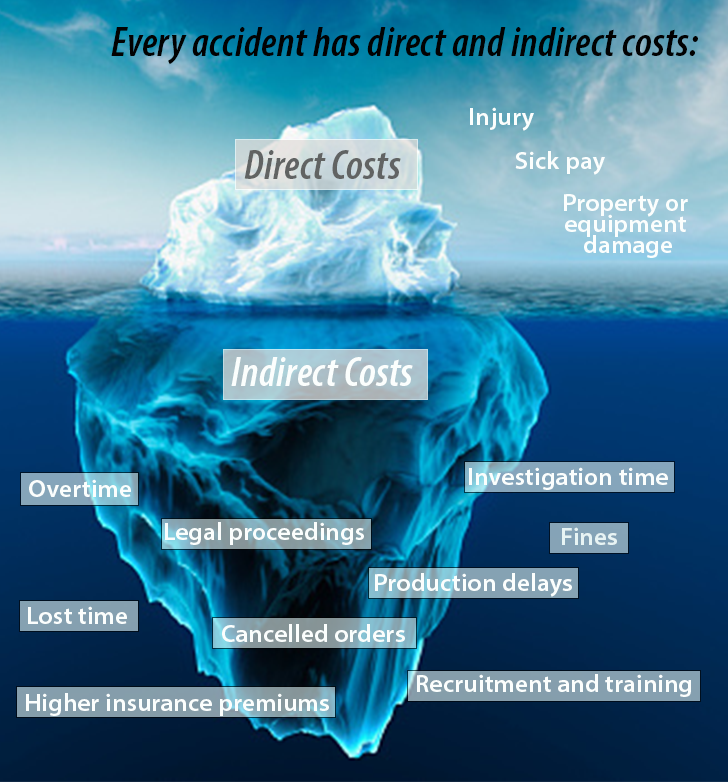 Every accident has direct and indirect costs:
Injury
Direct Costs
Sick pay
Property or
equipment
damage
Indirect Costs
Investigation time
Overtime
Legal proceedings
Fines
Production delays
Lost time
Cancelled orders
Recruitment and training
Higher insurance premiums